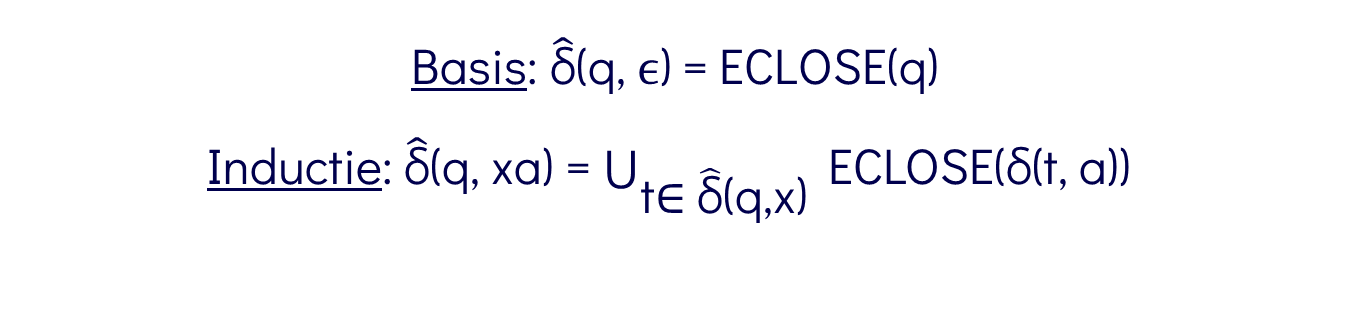 Basis: δ̂(q, ϵ) = ECLOSE(q)
Inductie: δ̂(q, xa) = U t∈ δ̂(q,x) ECLOSE(δ(t, a))